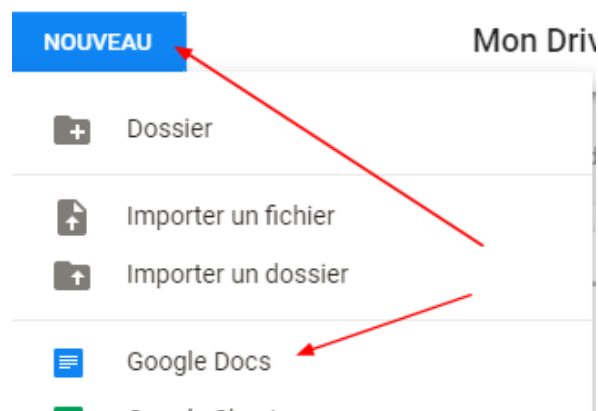 NOUVEAU
Mon Driv
Dossier
Importer un fichier
Importer un dossier
Google Docs